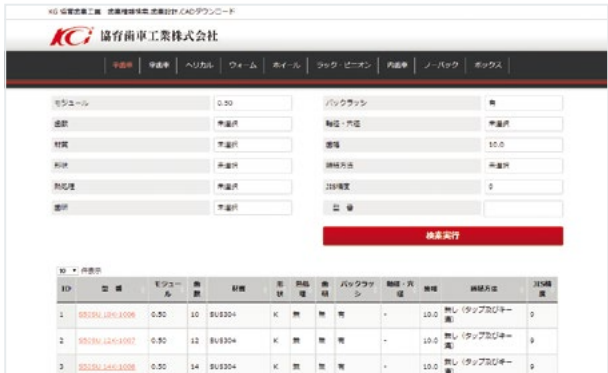 KG 協育歯車工業 歯車種類検索,歯車設計,CADダウンロード
KG 協育歯車工業株式会社
平歯車 ヘリカル ウォーム ホイール ラック・ピニオン 内歯車 ノーバック ボックス
モジュール 0.50 バックラッシ 有
歯数 未選択 軸径・穴径 未選択
材質 未選択 歯幅 10.0
形状 未選択 締結方法 未選択
熱処理 未選択 JIS精度
歯研 未選択 型 番
検索実行
10 件表示
ID 型 番 モジュール 歯数 材質 形状 熱処理 歯研 バックラッシ 軸径・穴径 歯幅 締結方法 JIS精度
1 0.50 10 SUS304 K 無 無 有 - 10.0 無し（タップ及びキー溝）
2 0.50 12 SUS304 K 無 無 有 - 10.0 無し（タップ及びキー溝） 9
3 0.50 14 SUS304 K 無 無 有 - 10.0 無し（タップ及びキー溝） 9